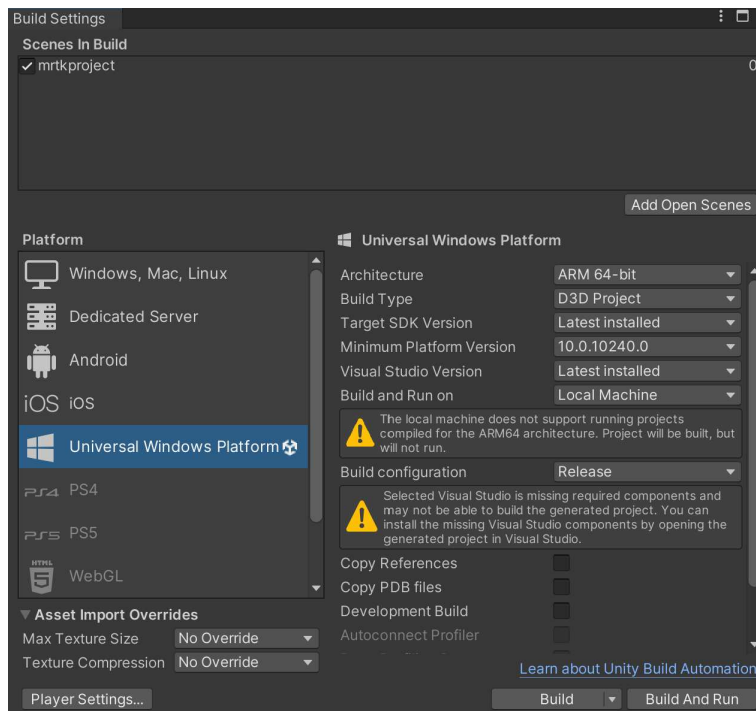 Build Settings
Scenes In Build
mrtkproject 0
Add Open Scenes
Platform
Windows, Mac, Linux
Dedicated Server
Android
iOS iOS
Universal Windows Platform
PS4 PS4
PS5 PS5
HTML
5 WebGL
Universal Windows Platform
Architecture ARM 64-bit
Build Type D3D Project
Target SDK Version Latest installed
Minimum Platform Version 10.0.10240.0
Visual Studio Version Latest installed
Build and Run on Local Machine
The local machine does not support running projects
compiled for the ARM64 architecture. Project will be built, but
will not run.
Build configuration Release
Selected Visual Studio is missing required components and
may not be able to build the generated project. You can
install the missing Visual Studio components by opening the
generated project in Visual Studio.
Copy References
Copy PDB files
Development Build
Autoconnect Profiler
Asset Import Overrides
Max Texture Size No Override
Texture Compression No Override
Learn about Unity Build Automation
Player Settings...
Build
Build And Run